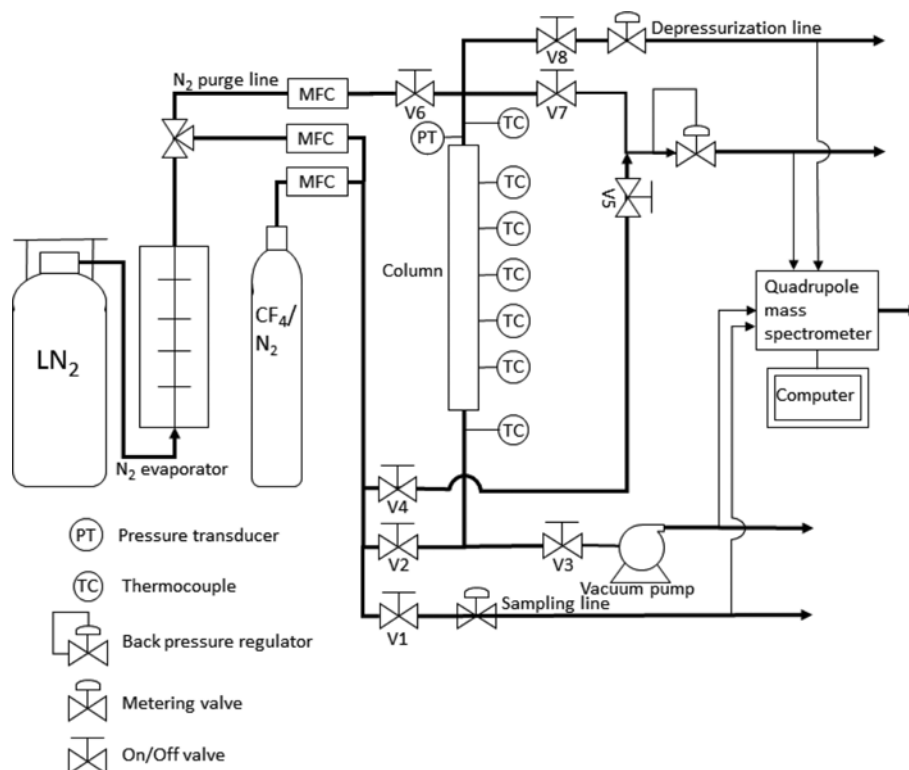 Depressurization line
V8
N2 purge line
MFC
V6
V7
TC
PT
MFC
MFC
TC
V5
TC
Column
TC
Quadrupole
mass
spectrometer
CF4/
N2
TC
LN2
TC
Computer
TC
N2 evaporator
V4
PT Pressure transducer
V2
V3
Vacuum pump
TC Thermocouple
Sampling line
V1
Back pressure regulator
Metering valve
On/Off valve